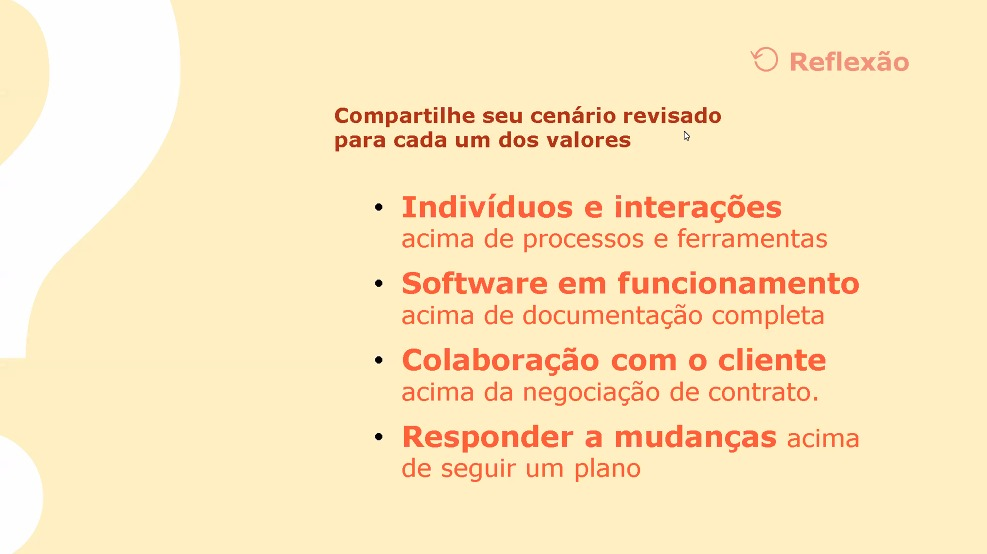 Reflexão
Compartilhe seu cenário revisado
para cada um dos valores
• Indivíduos e interações
acima de processos e ferramentas
• Software em funcionamento
acima de documentação completa
• Colaboração com o cliente
acima da negociação de contrato.
• Responder a mudanças acima
de seguir um plano